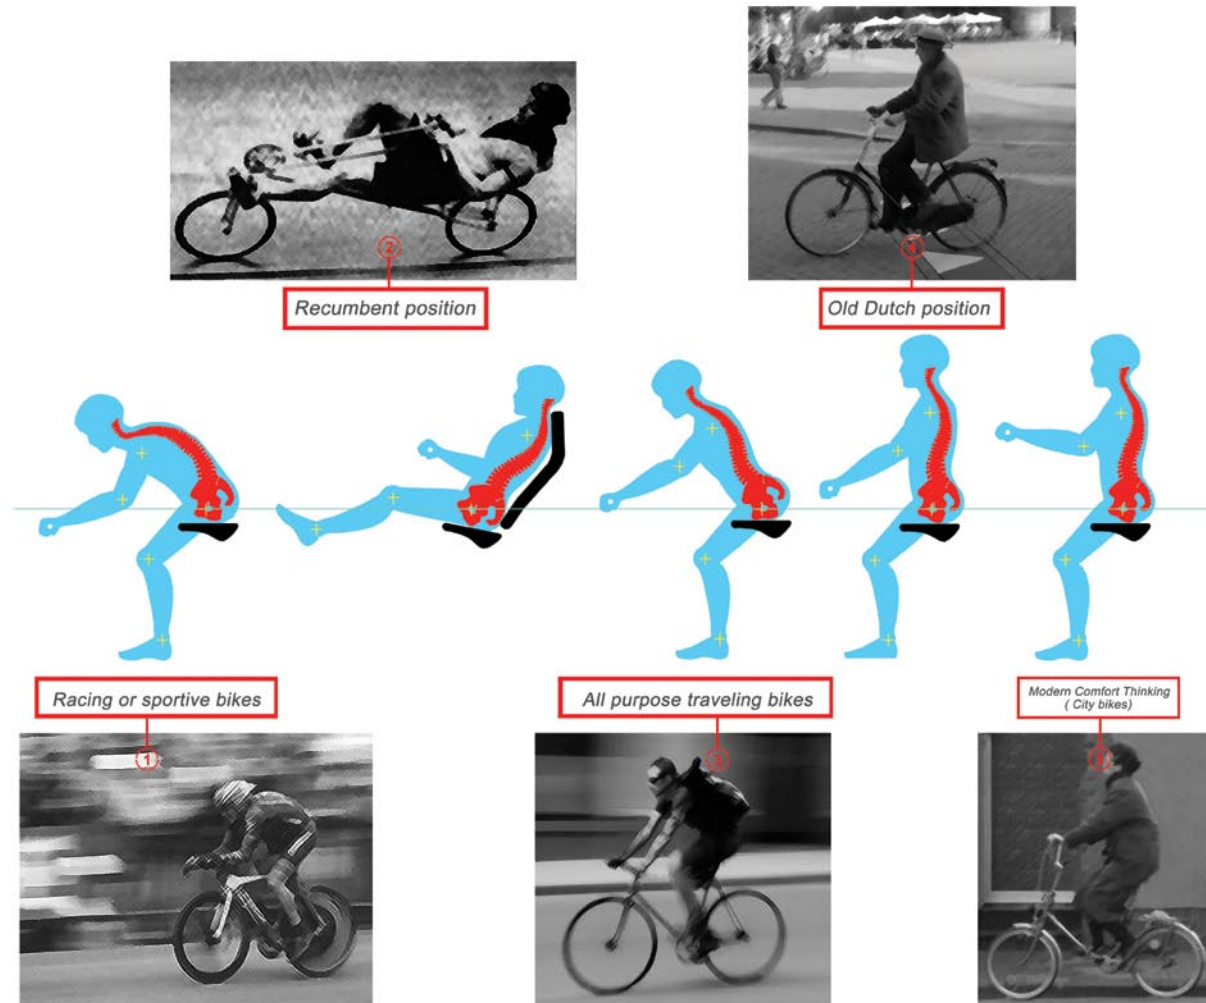 2
Recumbent position
4
Old Dutch position
Racing or sportive bikes
1
All purpose traveling bikes
3
Modern Comfort Thinking
( City bikes)